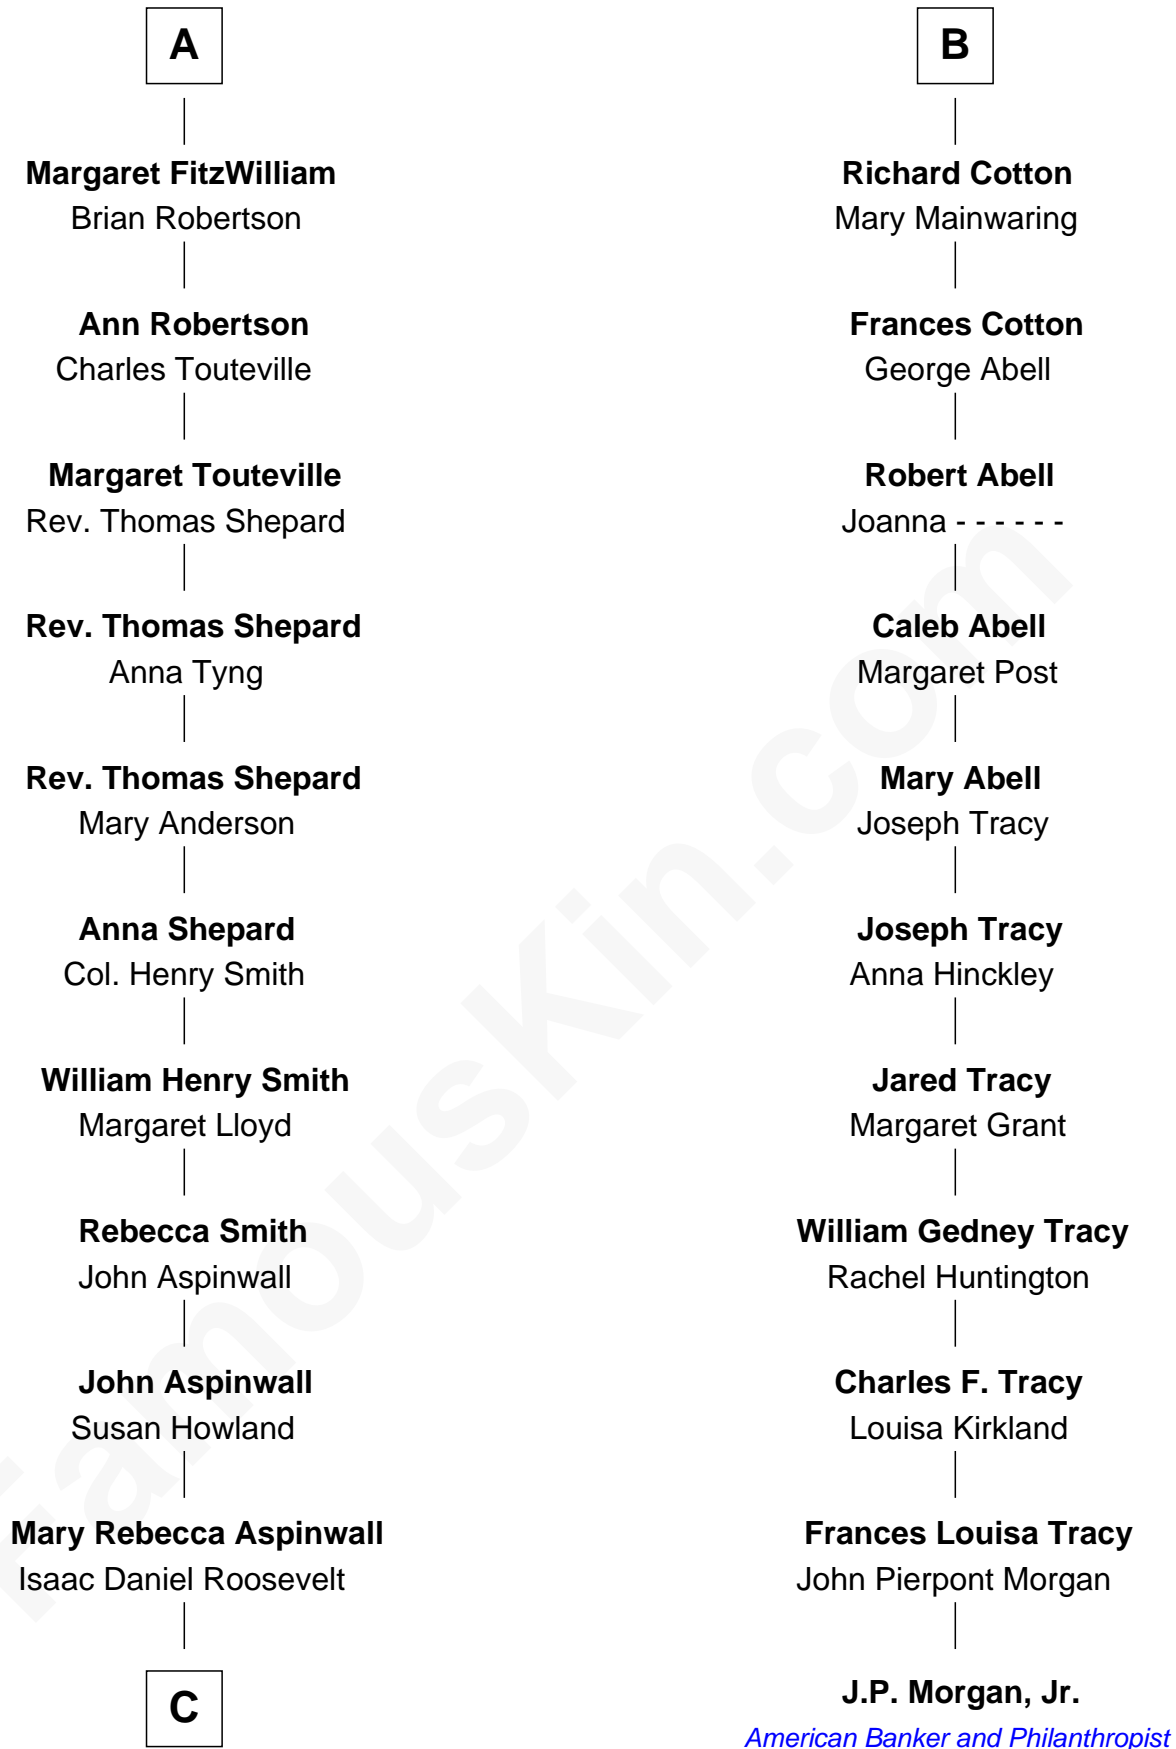 A
Margaret FitzWilliam
Brian Robertson
Ann Robertson
Charles Touteville
Margaret Touteville
Rev. Thomas Shepard
Rev. Thomas Shepard
Anna Tyng
Rev. Thomas Shepard
Mary Anderson
Anna Shepard
Col. Henry Smith
William Henry Smith
Margaret Lloyd
Rebecca Smith
John Aspinwall
John Aspinwall
Susan Howland
Mary Rebecca Aspinwall
Isaac Daniel Roosevelt
C
B
Richard Cotton
Mary Mainwaring
Frances Cotton
George Abell
Robert Abell
Joanna - - - - - -
Caleb Abell
Margaret Post
Mary Abell
Joseph Tracy
Joseph Tracy
Anna Hinckley
Jared Tracy
Margaret Grant
William Gedney Tracy
Rachel Huntington
Charles F. Tracy
Louisa Kirkland
Frances Louisa Tracy
John Pierpont Morgan
J.P. Morgan, Jr.
American Banker and Philanthropist
FamousKin.com